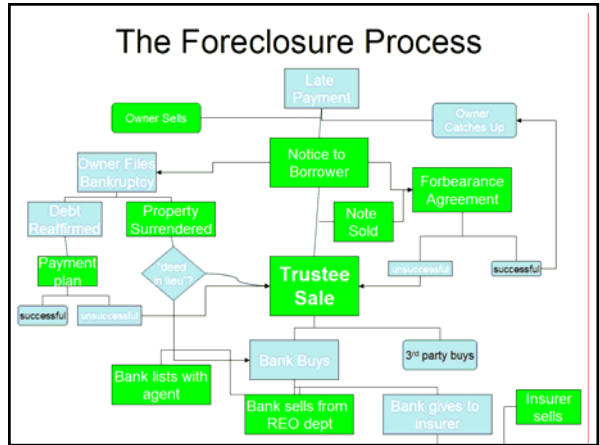 The Foreclosure Process
Late
Payment
Owner Sells
Owner
Catches Up
Notice to
Borrower
Owner Files
Bankruptcy
Forbearance
Agreement
Debt
Reaffirmed
Property
Surrendered
Note
Sold
Payment
plan
"deed
in lieu"?
Trustee
Sale
unsuccessful
successful
successful
unsuccessful
Bank Buys
3rd party buys
Bank lists with
agent
Bank sells from
REO dept
Bank gives to
insurer
Insurer
sells